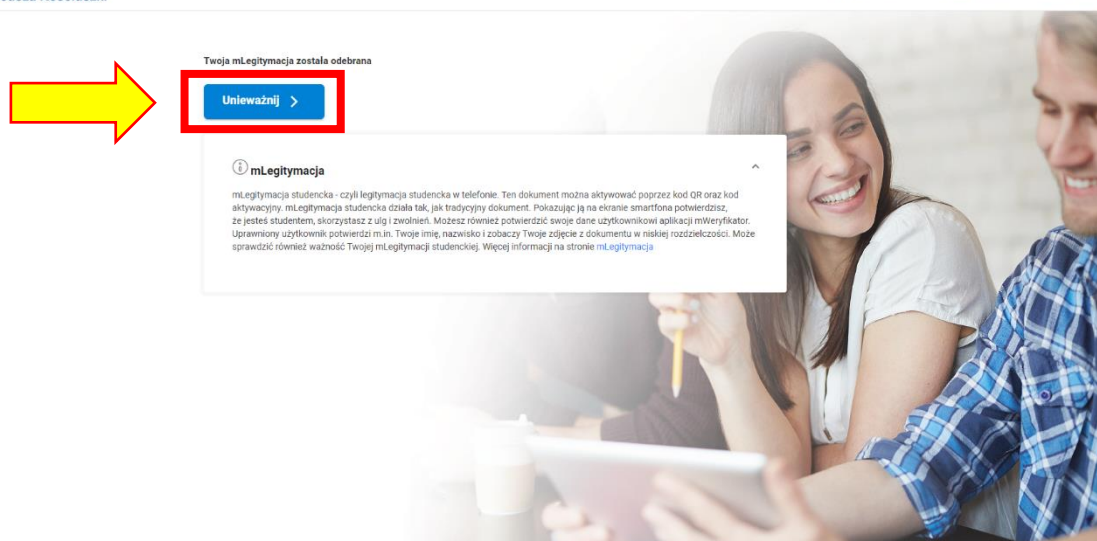 Twoja mLegitymacja została odebrana
Unieważnij
mLegitymacja
mLegitymacja studencka - czyli legitymacja studencka w telefonie. Ten dokument można aktywować poprzez kod QR oraz kod
aktywacyjny. mLegitymacja studencka działa tak, jak tradycyjny dokument. Pokazując ją na ekranie smartfona potwierdzisz,
że jesteś studentem, skorzystasz z ulg i zwolnień. Możesz również potwierdzić swoje dane użytkownikowi aplikacji mWeryfikator.
Uprawniony użytkownik potwierdzi m.in. Twoje imię, nazwisko i zobaczy Twoje zdjęcie z dokumentu w niskiej rozdzielczości. Może
sprawdzić również ważność Twojej mLegitymacji studenckiej. Więcej informacji na stronie mLegitymacja